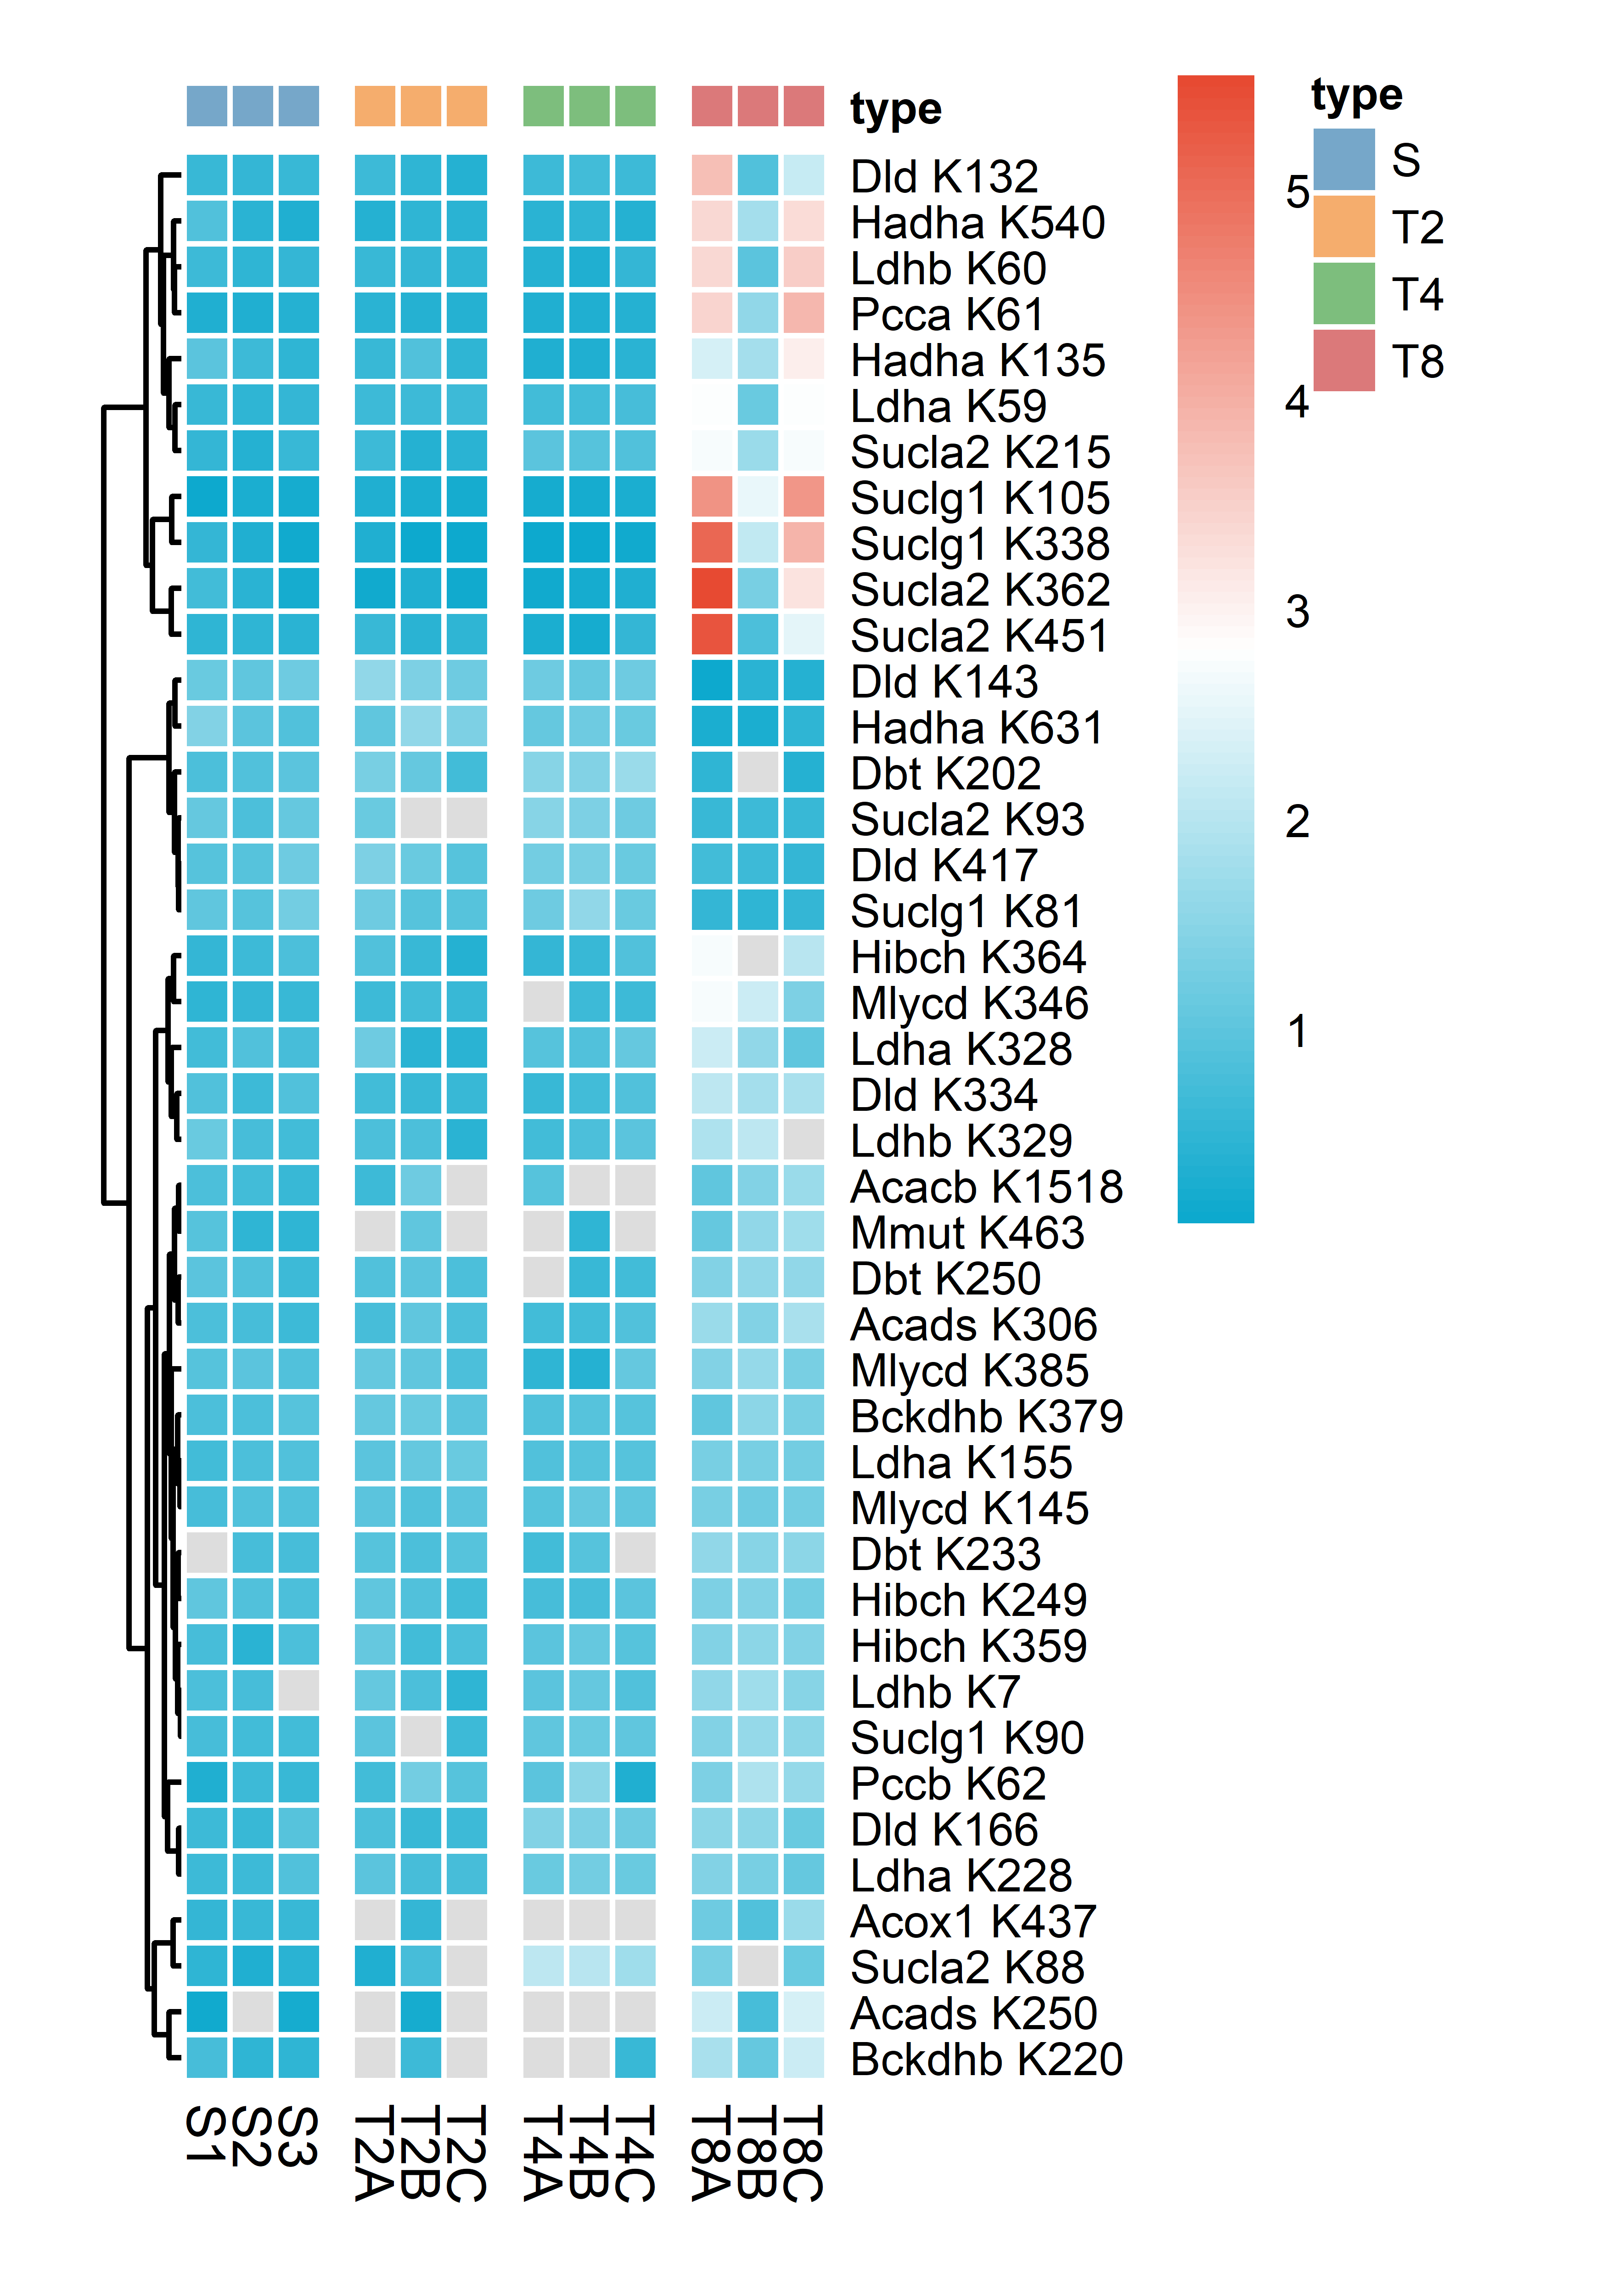 type
Dld K132
Hadha K540
Ldhb K60
Pcca K61
Hadha K135
Ldha K59
Sucla2 K215
Suclg1 K105
Suclg1 K338
Sucla2 K362
Sucla2 K451
Dld K143
Hadha K631
Dbt K202
Sucla2 K93
Dld K417
Suclg1 K81
Hibch K364
Mlycd K346
Ldha K328
Dld K334
Ldhb K329
Acacb K1518
Mmut K463
Dbt K250
Acads K306
Mlycd K385
Bckdhb K379
Ldha K155
Mlycd K145
Dbt K233
Hibch K249
Hibch K359
Ldhb K7
Suclg1 K90
Pccb K62
Dld K166
Ldha K228
Acox1 K437
Sucla2 K88
Acads K250
Bckdhb K220
S1
S2
S3
T2A
T2B
T2C
T4A
T4B
T4C
T8A
T8B
T8C
5
4
3
2
1
type
S
T2
T4
T8